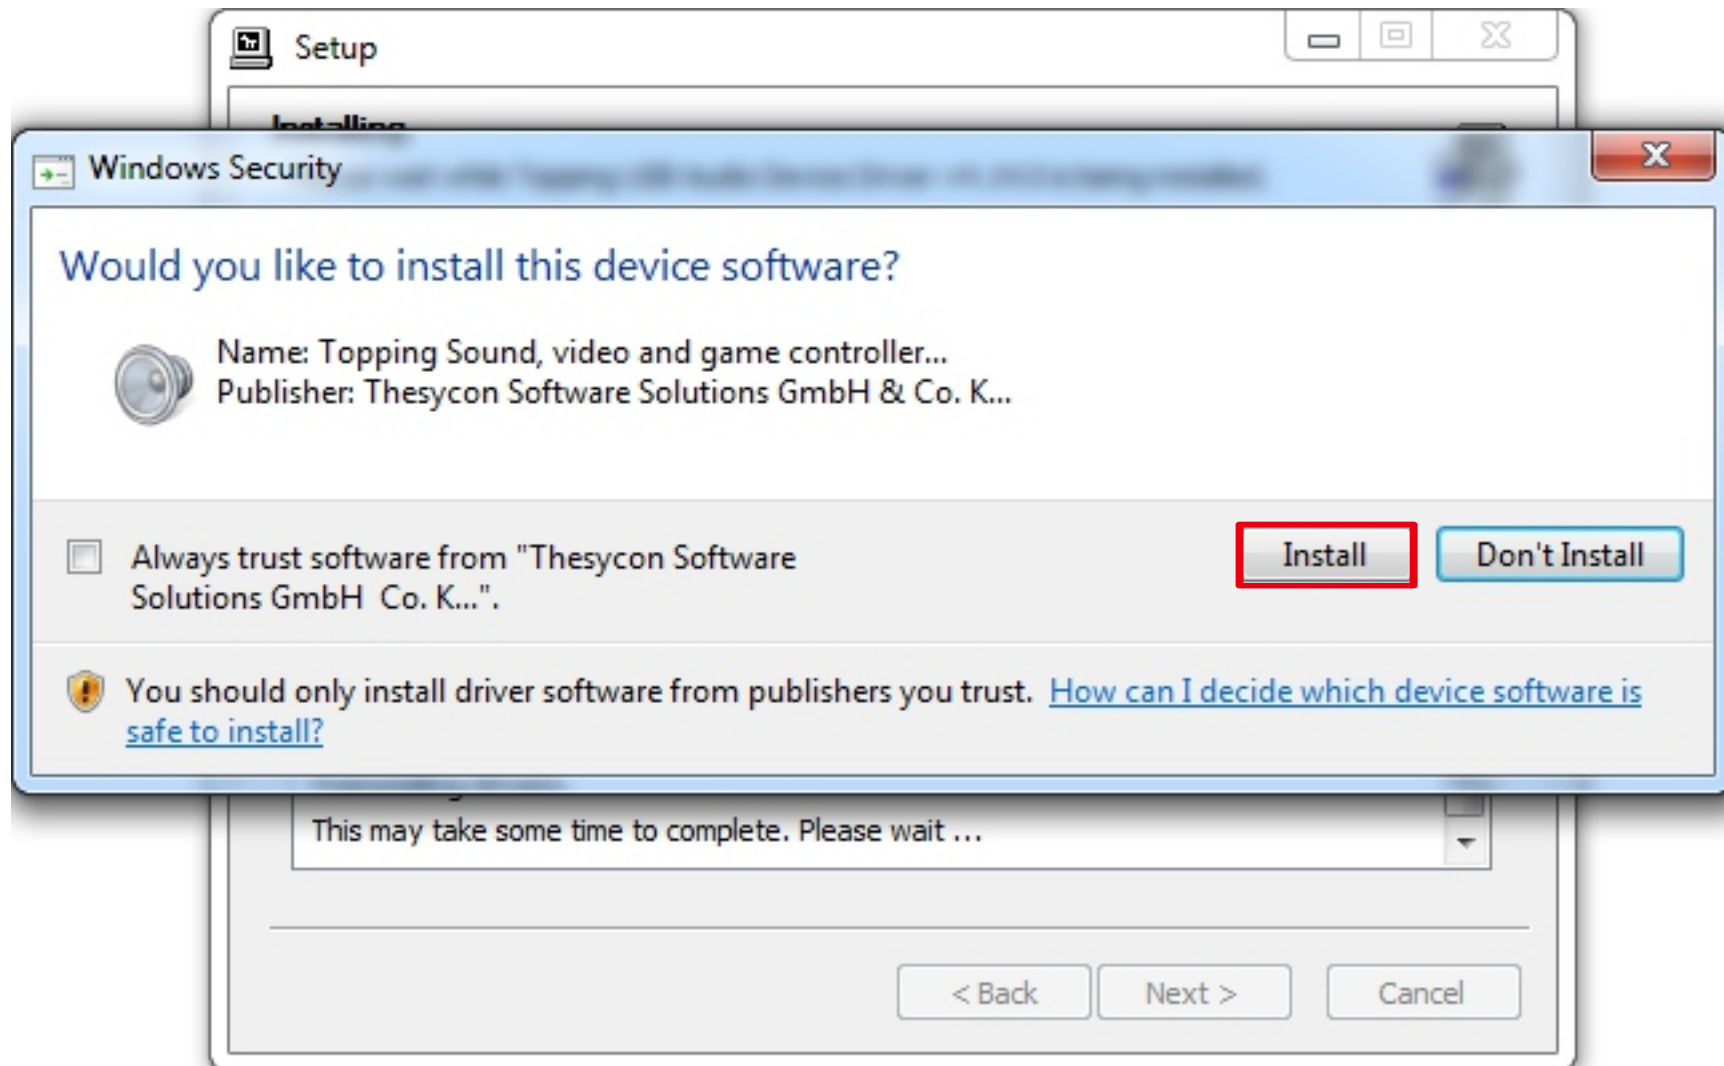 Setup
Installing
Windows Security
Would you like to install this device software?
Name: Topping Sound, video and game controller...
Publisher: Thesycon Software Solutions GmbH & Co. K...
Always trust software from "Thesycon Software
Solutions GmbH  Co. K...".
Install
Don't Install
You should only install driver software from publishers you trust. How can I decide which device software is
safe to install?
This may take some time to complete. Please wait ...
< Back
Next >
Cancel